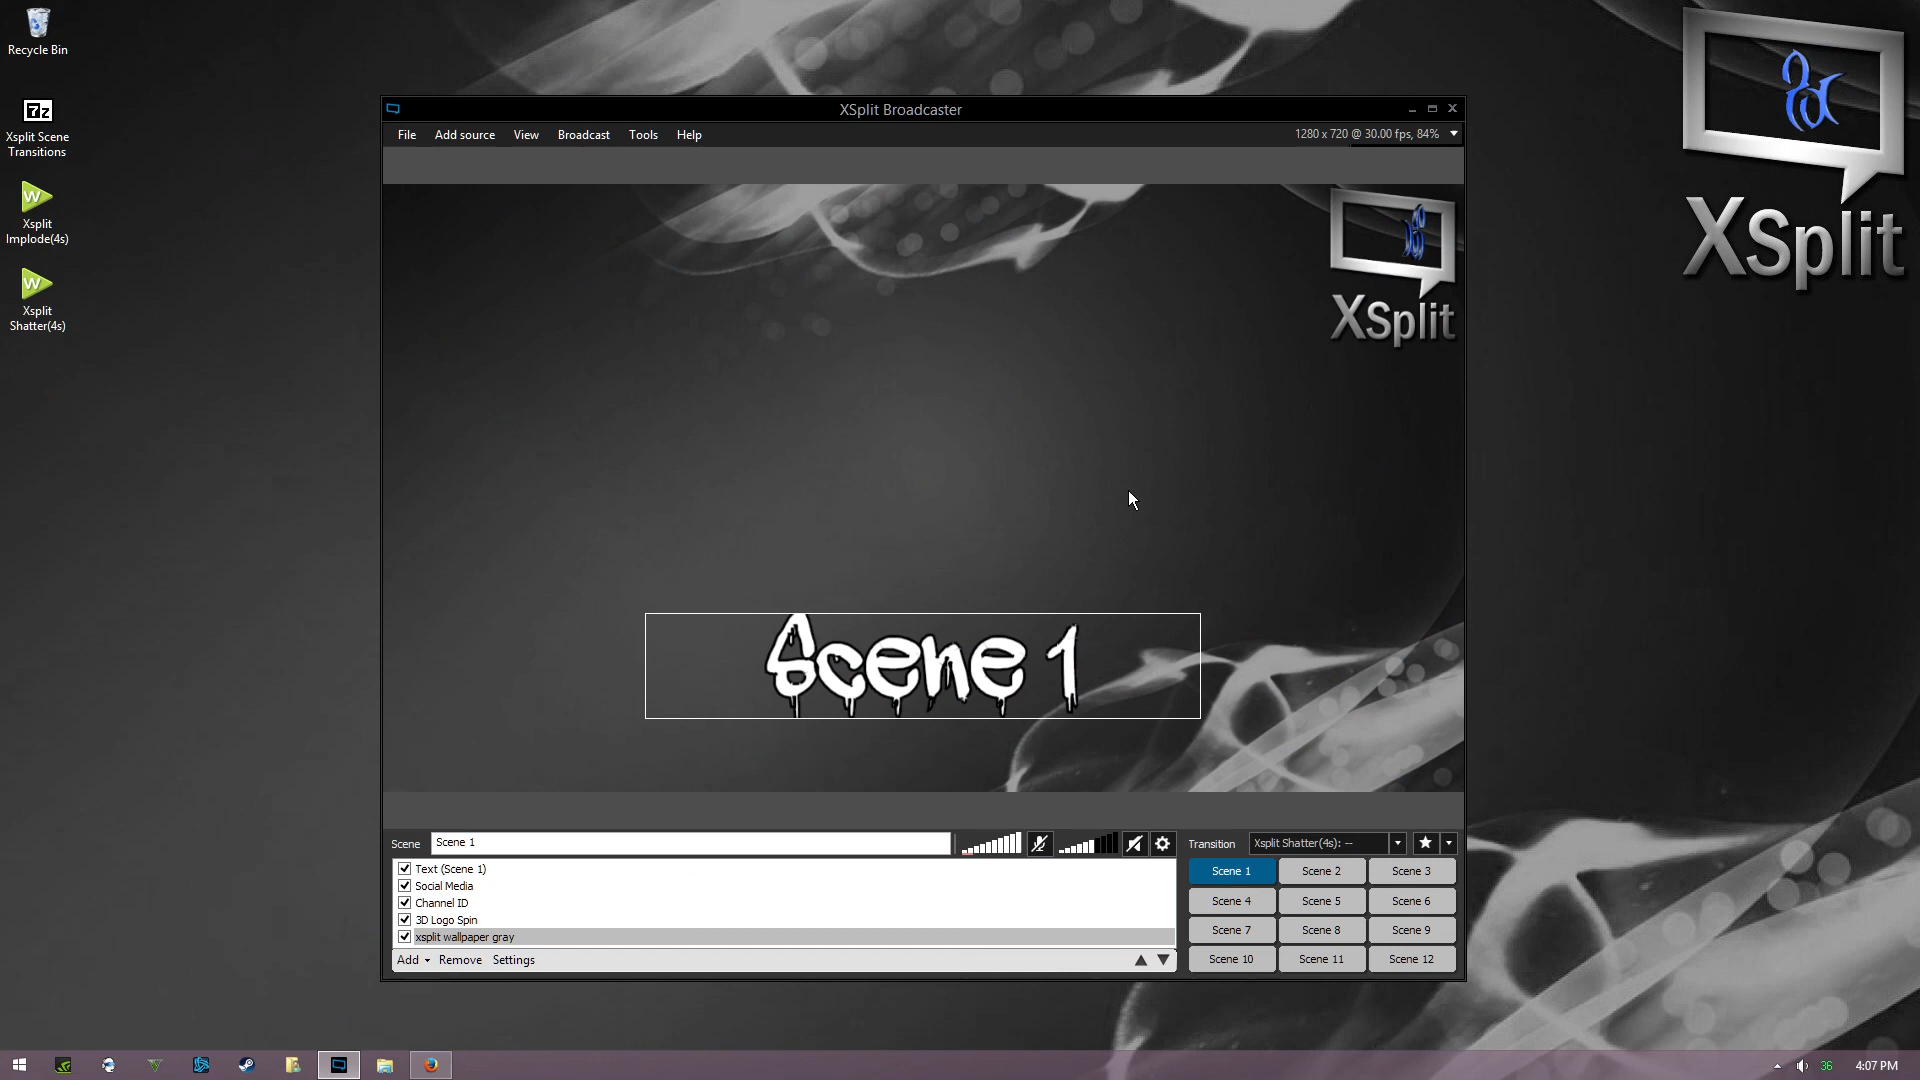 Recycle Bin
7z
Xsplit Scene
Transitions
W
Xsplit
Implode(4s)
W
Xsplit
Shatter(4s)
XSplit
XSplit Broadcaster
File Add source View Broadcast Tools Help
1280 x 720 @ 30.00 fps, 84%
XSplit
Scene 1
Scene Scene 1
Transition Xsplit Shatter(4s): --
Text (Scene 1)
Social Media
Channel ID
3D Logo Spin
xsplit wallpaper gray
Add Remove Settings
Scene 1 Scene 2 Scene 3
Scene 4 Scene 5 Scene 6
Scene 7 Scene 8 Scene 9
Scene 10 Scene 11 Scene 12
36
4:07 PM